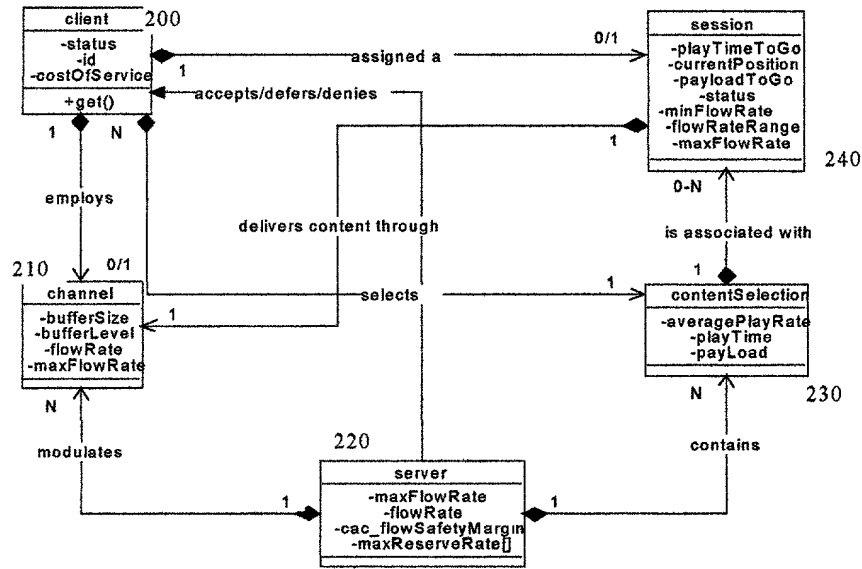 client 200
-status
-id
-costOfService
+get()
1
assigned a
0/1
session
-playTimeToGo
-currentPosition
-payloadToGo
-status
-minFlowRate
-flowRateRange
-maxFlowRate
240
accepts/defers/denies
1
N
1
0-N
employs
delivers content through
is associated with
210
0/1
1
channel
-bufferSize
-bufferLevel
-flowRate
-maxFlowRate
selects
1
1
contentSelection
-averagePlayRate
-playTime
-payLoad
230
N
N
modulates
contains
220
server
-maxFlowRate
-flowRate
-cac_flowSafetyMargin
-maxReserveRate[]
1
1